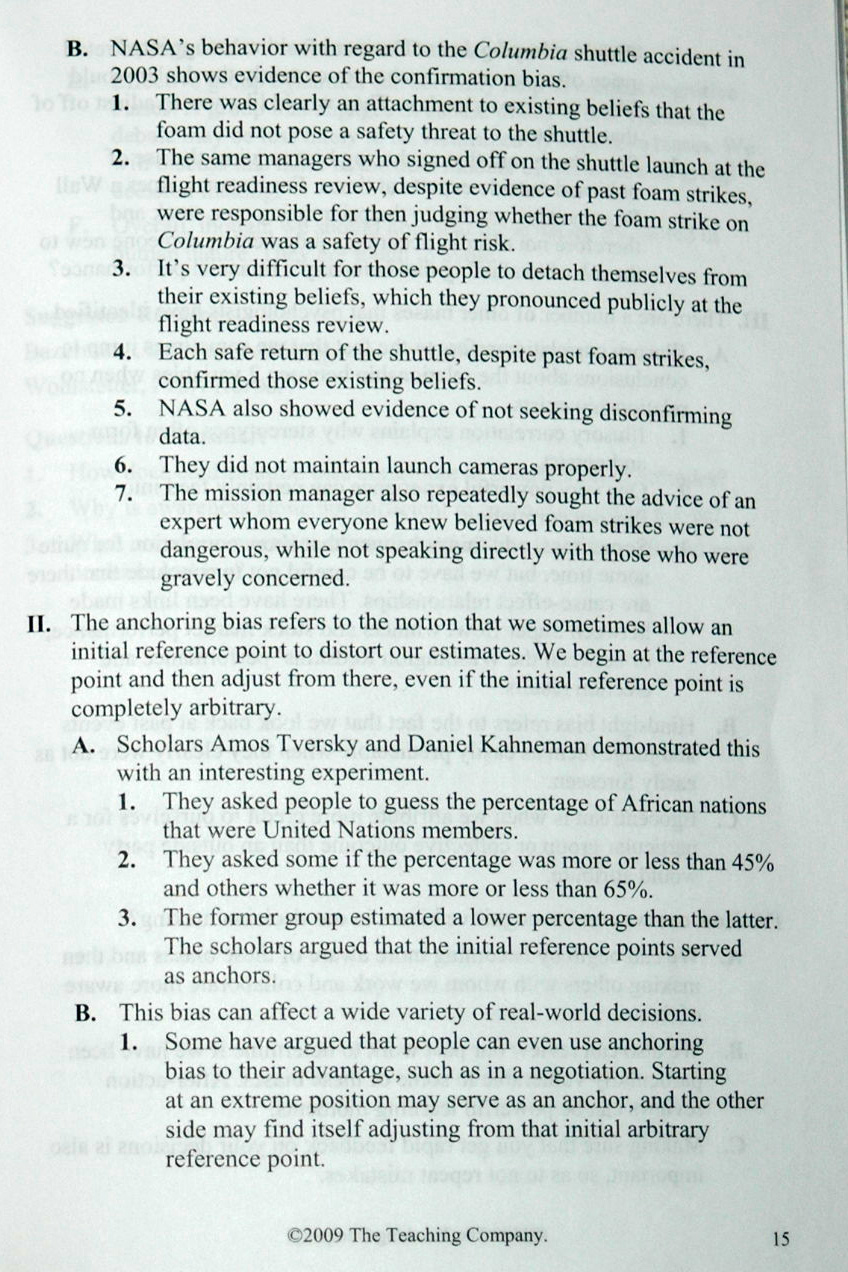 B. NASA's behavior with regard to the Columbia shuttle accident in
2003 shows evidence of the confirmation bias.
1. There was clearly an attachment to existing beliefs that the
foam did not pose a safety threat to the shuttle.
2. The same managers who signed off on the shuttle launch at the
flight readiness review, despite evidence of past foam strikes,
were responsible for then judging whether the foam strike on
Columbia was a safety of flight risk.
3. It's very difficult for those people to detach themselves from
their existing beliefs, which they pronounced publicly at the
flight readiness review.
4. Each safe return of the shuttle, despite past foam strikes,
confirmed those existing beliefs.
5. NASA also showed evidence of not seeking disconfirming
data.
6. They did not maintain launch cameras properly.
7. The mission manager also repeatedly sought the advice of an
expert whom everyone knew believed foam strikes were not
dangerous, while not speaking directly with those who were
gravely concerned.
II. The anchoring bias refers to the notion that we sometimes allow an
initial reference point to distort our estimates. We begin at the reference
point and then adjust from there, even if the initial reference point is
completely arbitrary.
A. Scholars Amos Tversky and Daniel Kahneman demonstrated this
with an interesting experiment.
1. They asked people to guess the percentage of African nations
that were United Nations members.
2. They asked some if the percentage was more or less than 45%
and others whether it was more or less than 65%.
3. The former group estimated a lower percentage than the latter.
The scholars argued that the initial reference points served
as anchors.
B. This bias can affect a wide variety of real-world decisions.
1. Some have argued that people can even use anchoring
bias to their advantage, such as in a negotiation. Starting
at an extreme position may serve as an anchor, and the other
side may find itself adjusting from that initial arbitrary
reference point.
©2009 The Teaching Company.
15